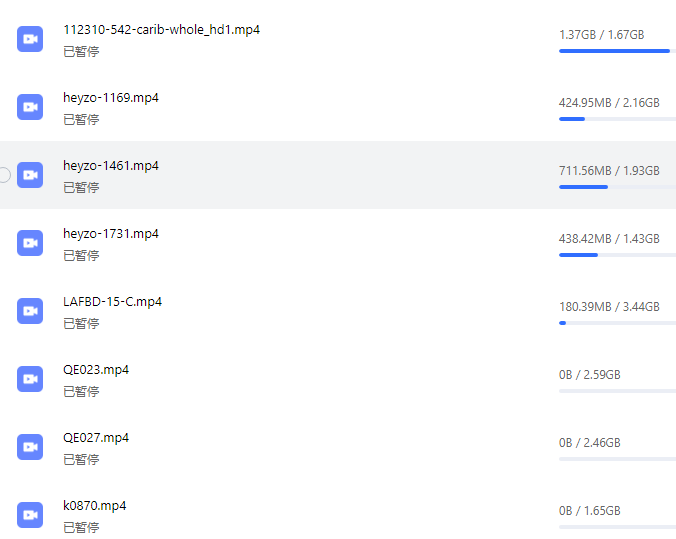 112310-542-carib-whole_hd1.mp4
1.37GB / 1.67GB
已暂停
heyzo-1169.mp4
424.95MB / 2.16GB
已暂停
heyzo-1461.mp4
711.56MB / 1.93GB
已暂停
heyzo-1731.mp4
438.42MB / 1.43GB
已暂停
LAFBD-15-C.mp4
180.39MB / 3.44GB
已暂停
QE023.mp4
0B / 2.59GB
已暂停
QE027.mp4
0B / 2.46GB
已暂停
k0870.mp4
0B / 1.65GB
已暂停